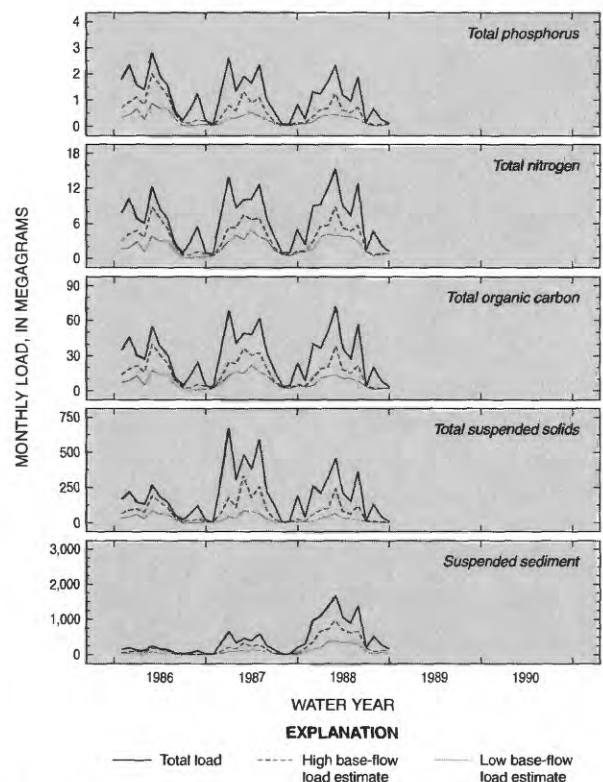 MONTHLY LOAD, IN MEGAGRAMS
4
3
2
1
0
Total phosphorus
18
12
6
0
Total nitrogen
90
60
30
0
Total organic carbon
750
500
250
0
Total suspended solids
3,000
2,000
1,000
0
Suspended sediment
1986 1987 1988 1989 1990
WATER YEAR
EXPLANATION
Total load
High base-flow
load estimate
Low base-flow
load estimate